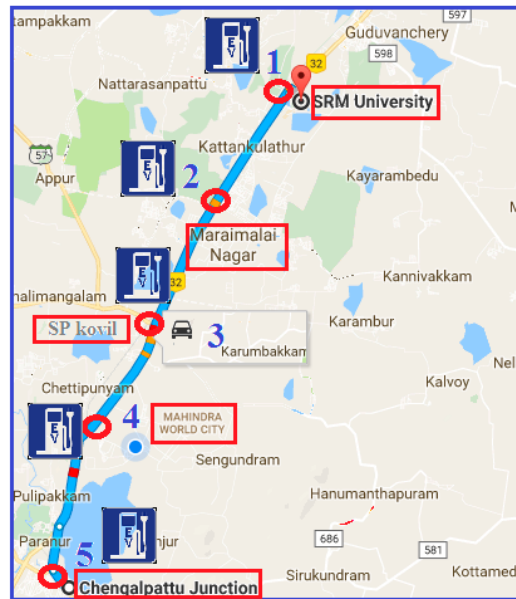 597
tampakkam
Guduvanchery
32
598
1
Nattarasanpattu
SRM University
Kattankulathur
57
Appur
2
Kayarambedu
Maraimalai
Nagar
Kannivakkam
nalimangalam
32
SP kovil
3
Karambur
Karumbakkam
Nel
Chettipunyam
Kalvoy
4
MAHINDRA
WORLD CITY
Sengundram
Pulipakkam
Hanumanthapuram
Paranur
5
njur
686
581
Sirukundram
Kottamed
Chengalpattu Junction